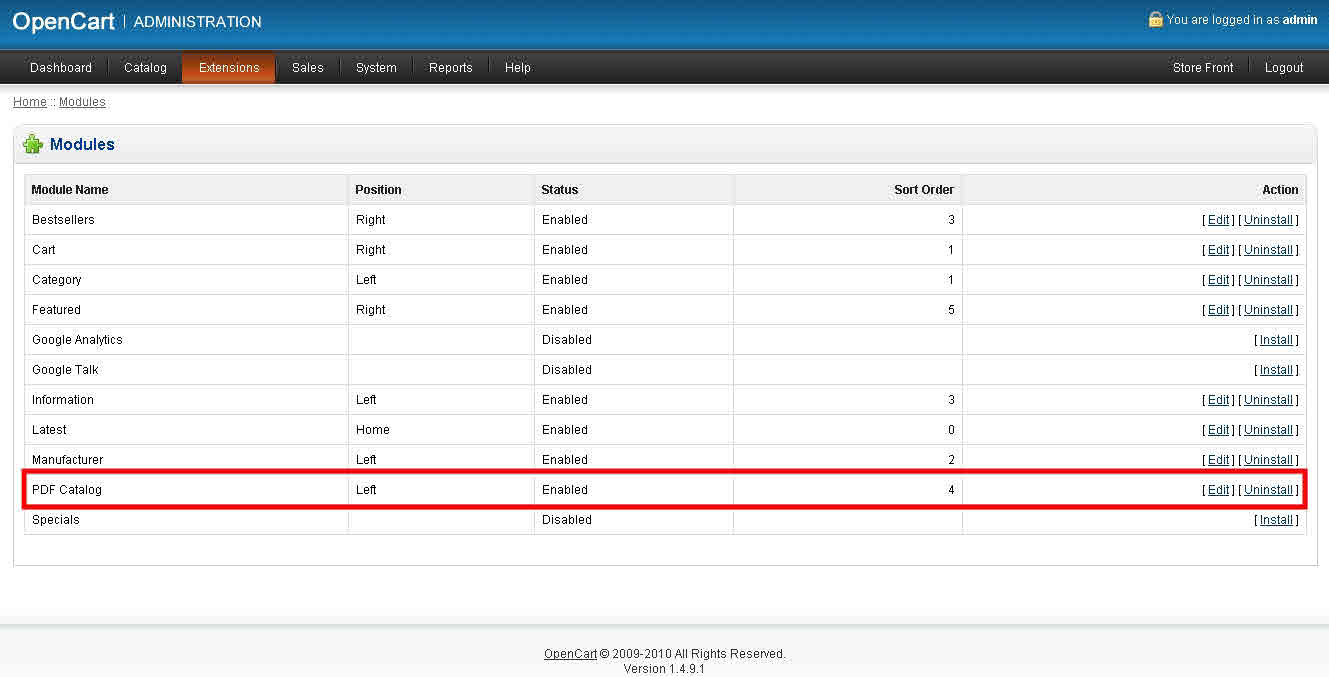 OpenCart | ADMINISTRATION You are logged in as admin
Dashboard Catalog Extensions Sales System Reports Help Store Front Logout
Home :: Modules
Modules
Module Name Position Status Sort Order Action
Bestsellers Right Enabled 3 [ Edit ] [ Uninstall ]
Cart Right Enabled 1 [ Edit ] [ Uninstall ]
Category Left Enabled 1 [ Edit ] [ Uninstall ]
Featured Right Enabled 5 [ Edit ] [ Uninstall ]
Google Analytics Disabled [ Install ]
Google Talk Disabled [ Install ]
Information Left Enabled 3 [ Edit ] [ Uninstall ]
Latest Home Enabled 0 [ Edit ] [ Uninstall ]
Manufacturer Left Enabled 2 [ Edit ] [ Uninstall ]
PDF Catalog Left Enabled 4 [ Edit ] [ Uninstall ]
Specials Disabled [ Install ]
OpenCart © 2009-2010 All Rights Reserved.
Version 1.4.9.1